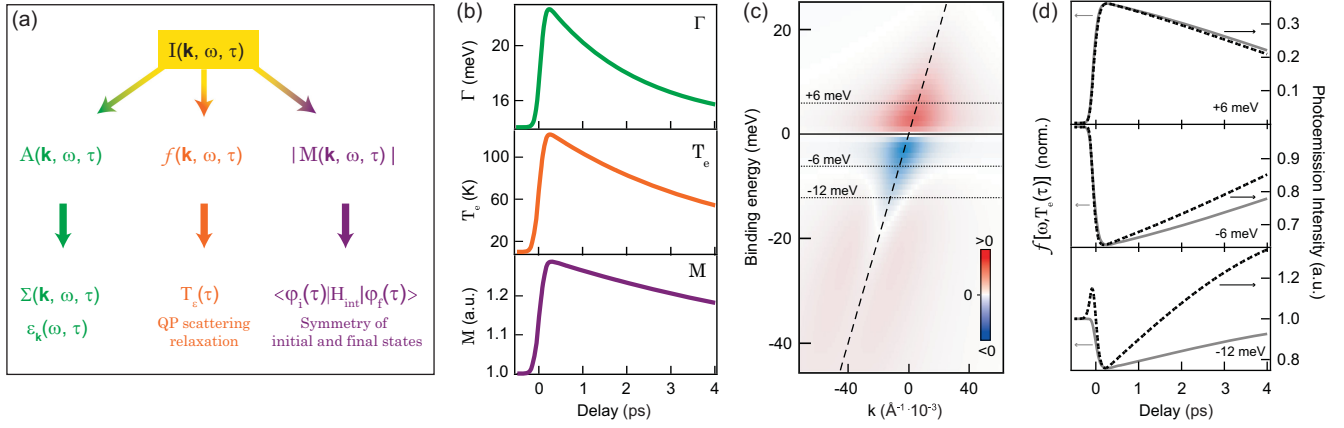 (a)
I(k, ω, τ)
A(k, ω, τ)
f(k, ω, τ)
|M(k, ω, τ)|
Σ(k, ω, τ)
εk(ω, τ)
Tε(τ)
QP scattering
relaxation
<φi(τ)|Hint|φf(τ)>
Symmetry of
initial and final states
(b)
Γ
Γ (meV)
20
16
Te
Te (K)
100
60
20
M
M (a.u.)
1.2
1.1
1.0
0
1
2
3
4
Delay (ps)
(c)
Binding energy (meV)
20
0
-20
-40
+6 meV
-6 meV
-12 meV
>0
0
<0
-40
0
40
k (Å⁻¹·10⁻³)
(d)
f [ω,Te(τ)] (norm.)
Photoemission Intensity (a.u.)
0.3
0.2
0.1
+6 meV
0.9
0.8
0.7
-6 meV
1.2
1.0
0.8
-12 meV
0
1
2
3
4
Delay (ps)